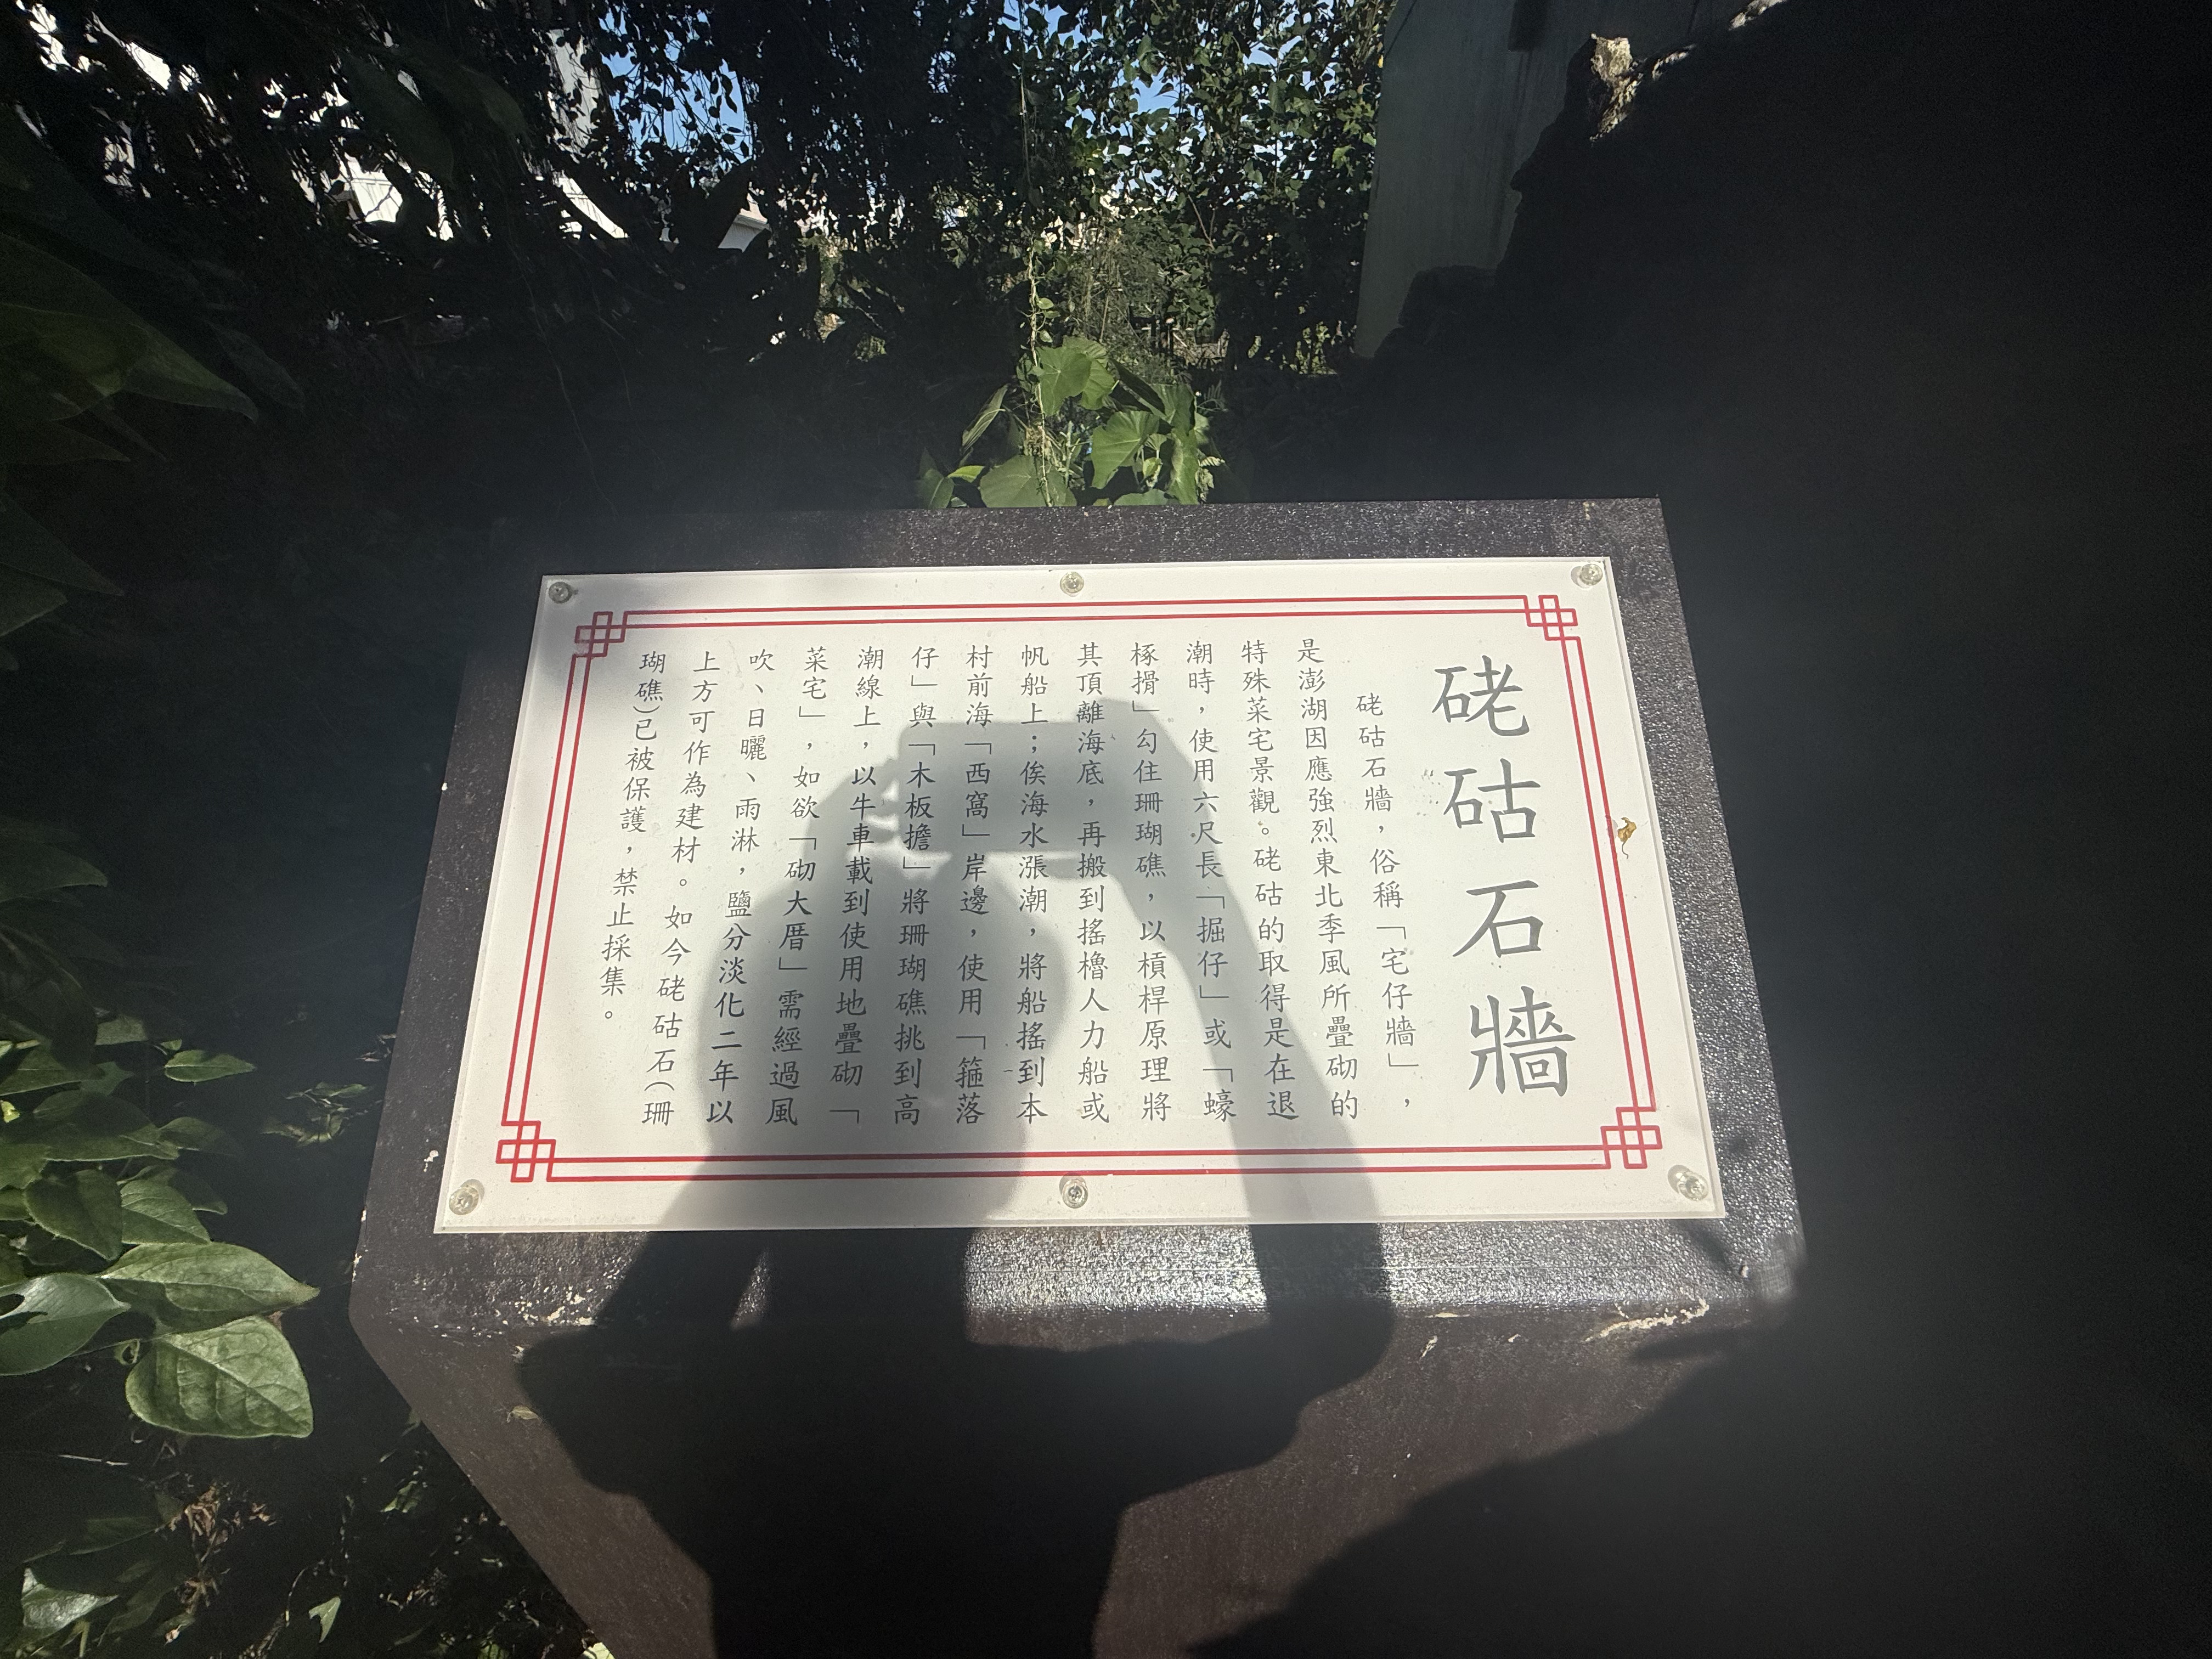 硓𥑮石牆
硓𥑮石牆，俗稱「宅仔牆」，
是澎湖因應強烈東北季風所疊砌的
特殊菜宅景觀。硓𥑮的取得是在退
潮時，使用六尺長「掘仔」或「蠔
椓搰」勾住珊瑚礁，以槓桿原理將
其頂離海底，再搬到搖櫓人力船或
帆船上；俟海水漲潮，將船搖到本
村前海「西窩」岸邊，使用「箍落
仔」與「木板擔」將珊瑚礁挑到高
潮線上，以牛車載到使用地疊砌「
菜宅」，如欲「砌大厝」需經過風
吹、日曬、雨淋，鹽分淡化二年以
上方可作為建材。如今硓𥑮石(珊
瑚礁)已被保護，禁止採集。